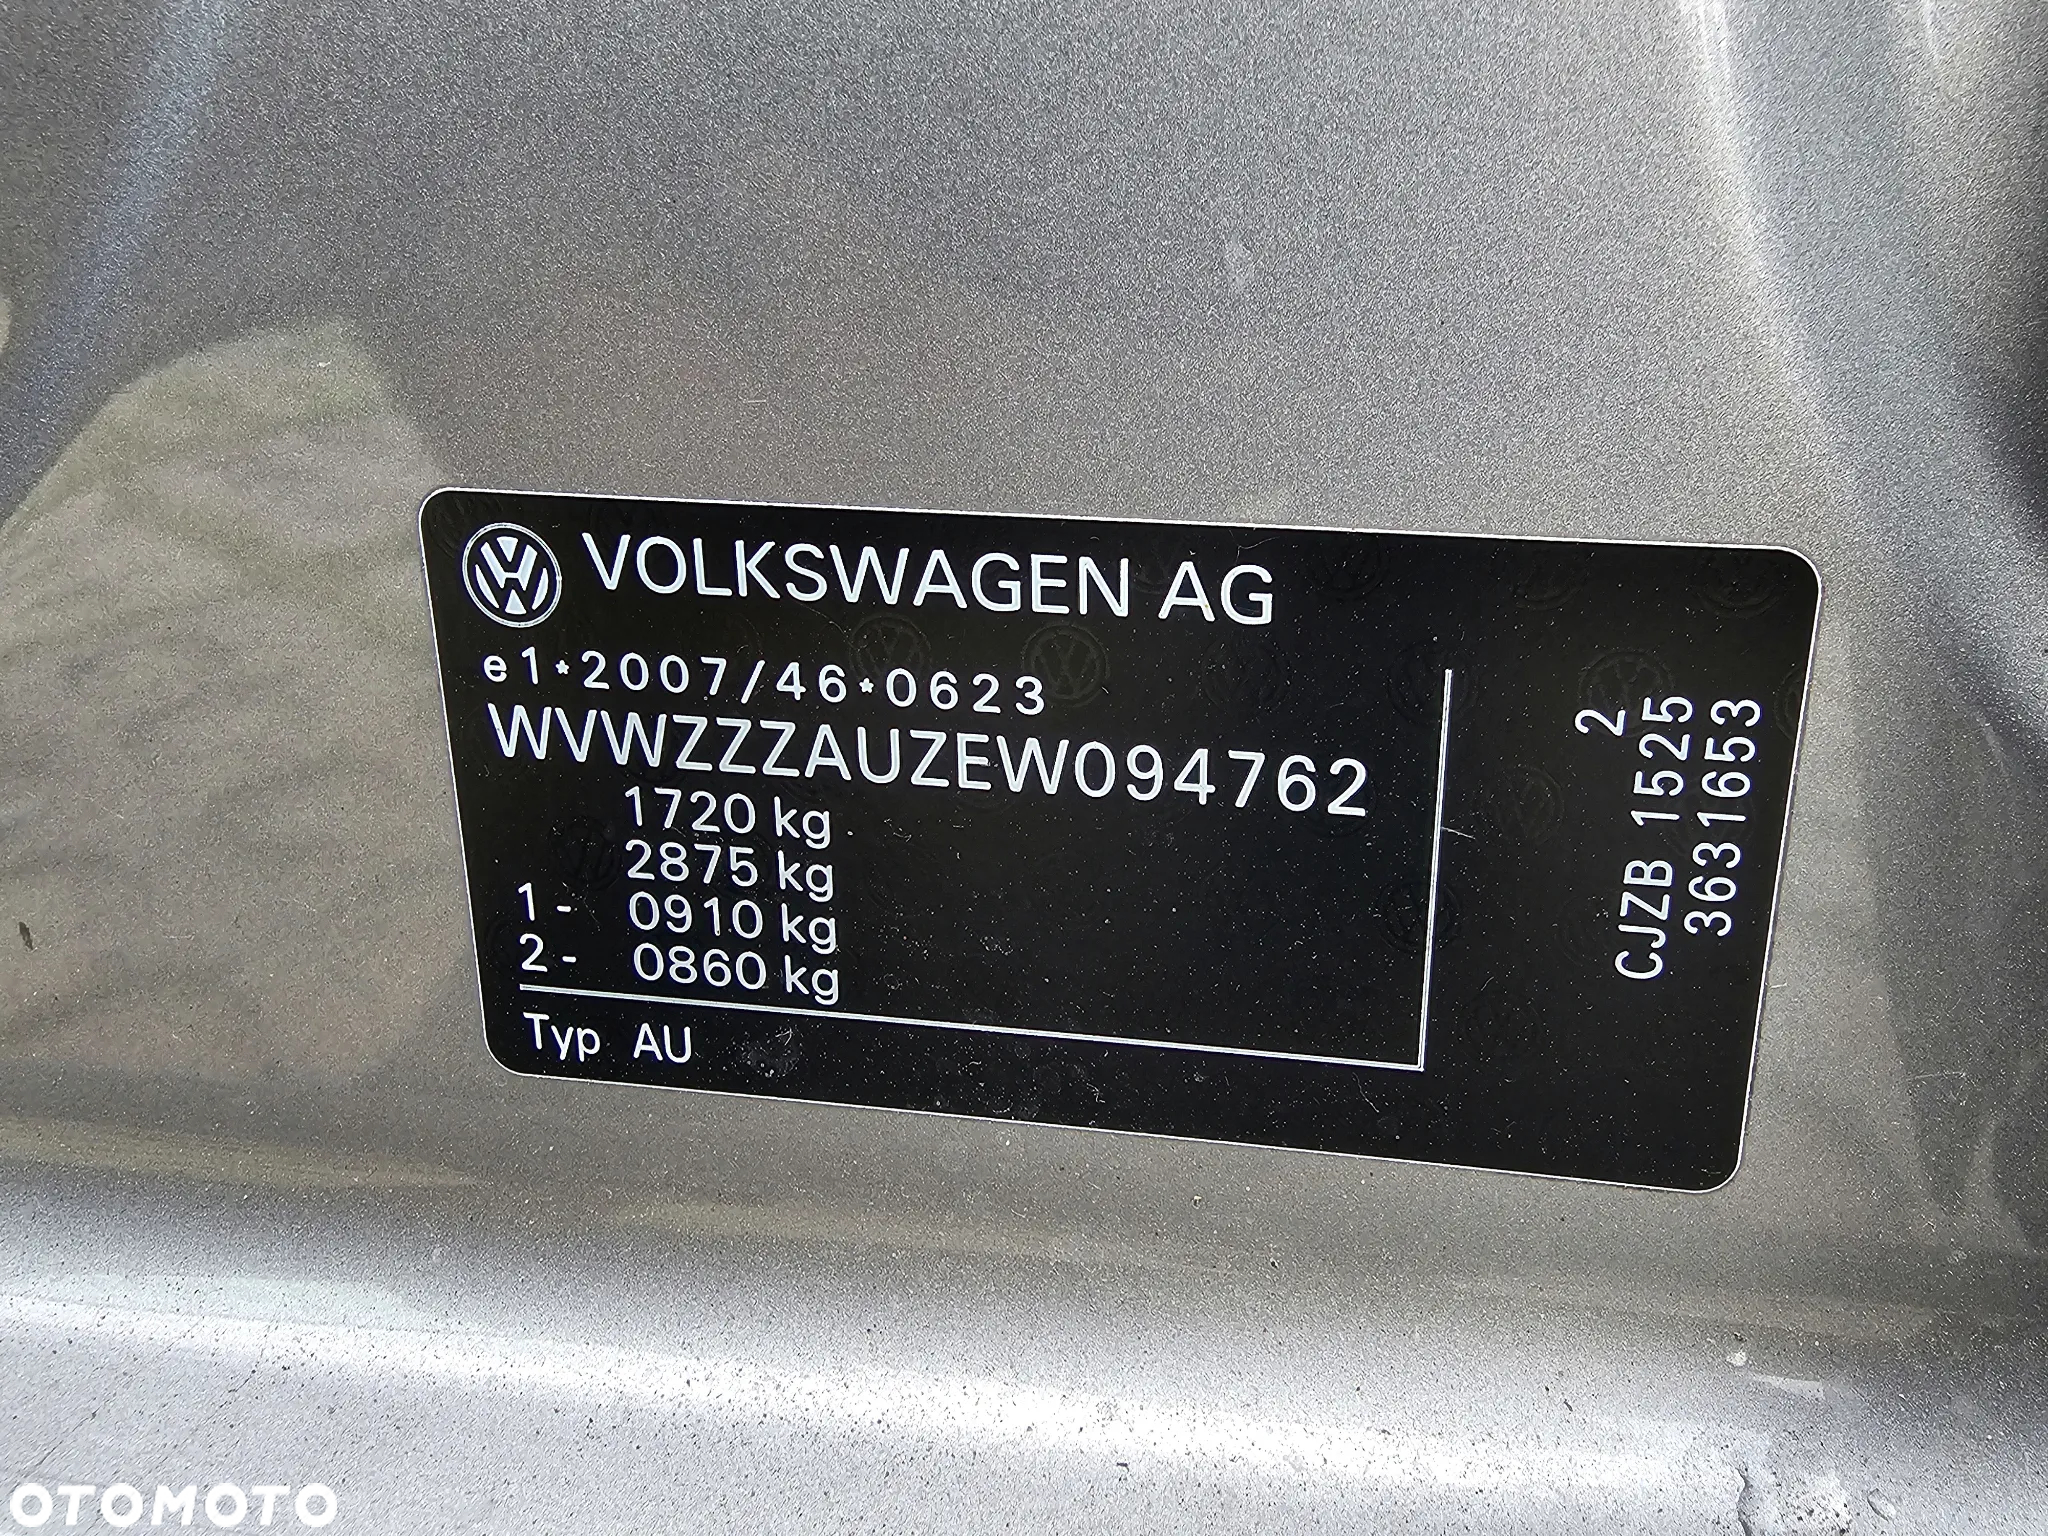 VOLKSWAGEN AG
e1*2007/46*0623
WVWZZZAUZEW094762
1720 kg
2875 kg
1- 0910 kg
2- 0860 kg
Typ AU
2
CJZB 1525
3631653
OTOMOTO